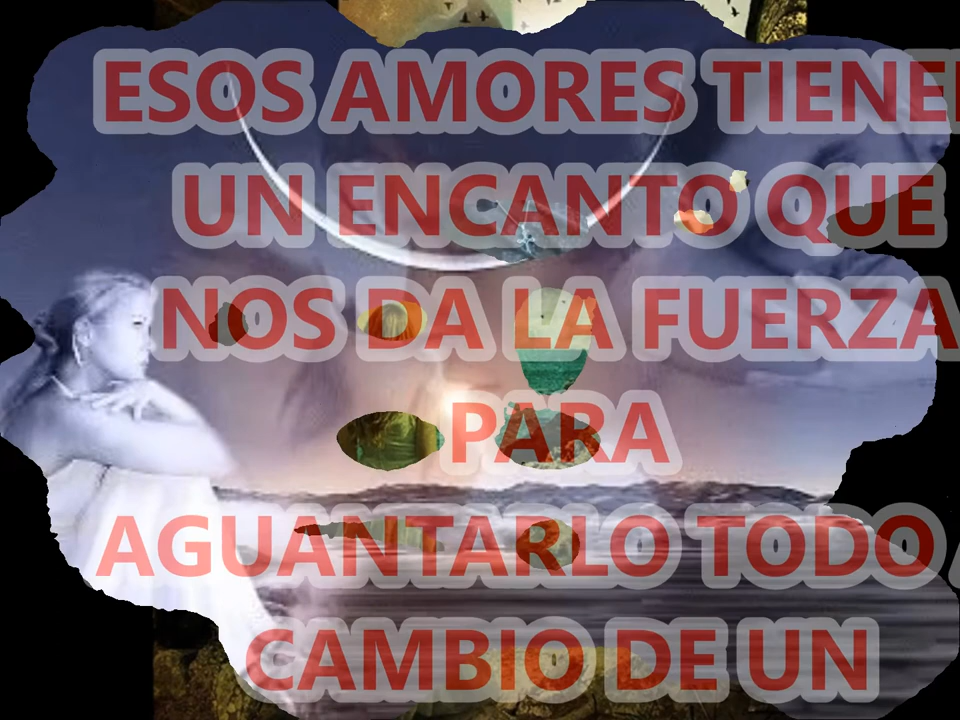 ESOS AMORES TIENE
UN ENCANTO QUE
NOS DA LA FUERZA
PARA
AGUANTARLO TODO A
CAMBIO DE UN